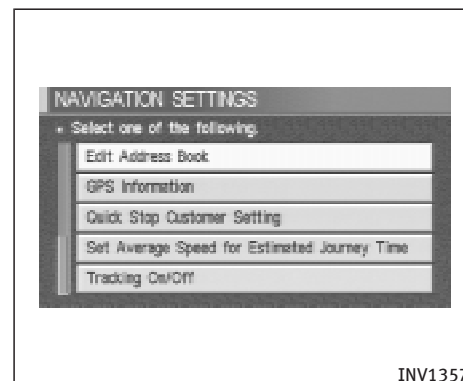 NAVIGATION SETTINGS
Select one of the following.
Edit Address Book
GPS Information
Quick Stop Customer Setting
Set Average Speed for Estimated Journey Time
Tracking On/Off
INV1357